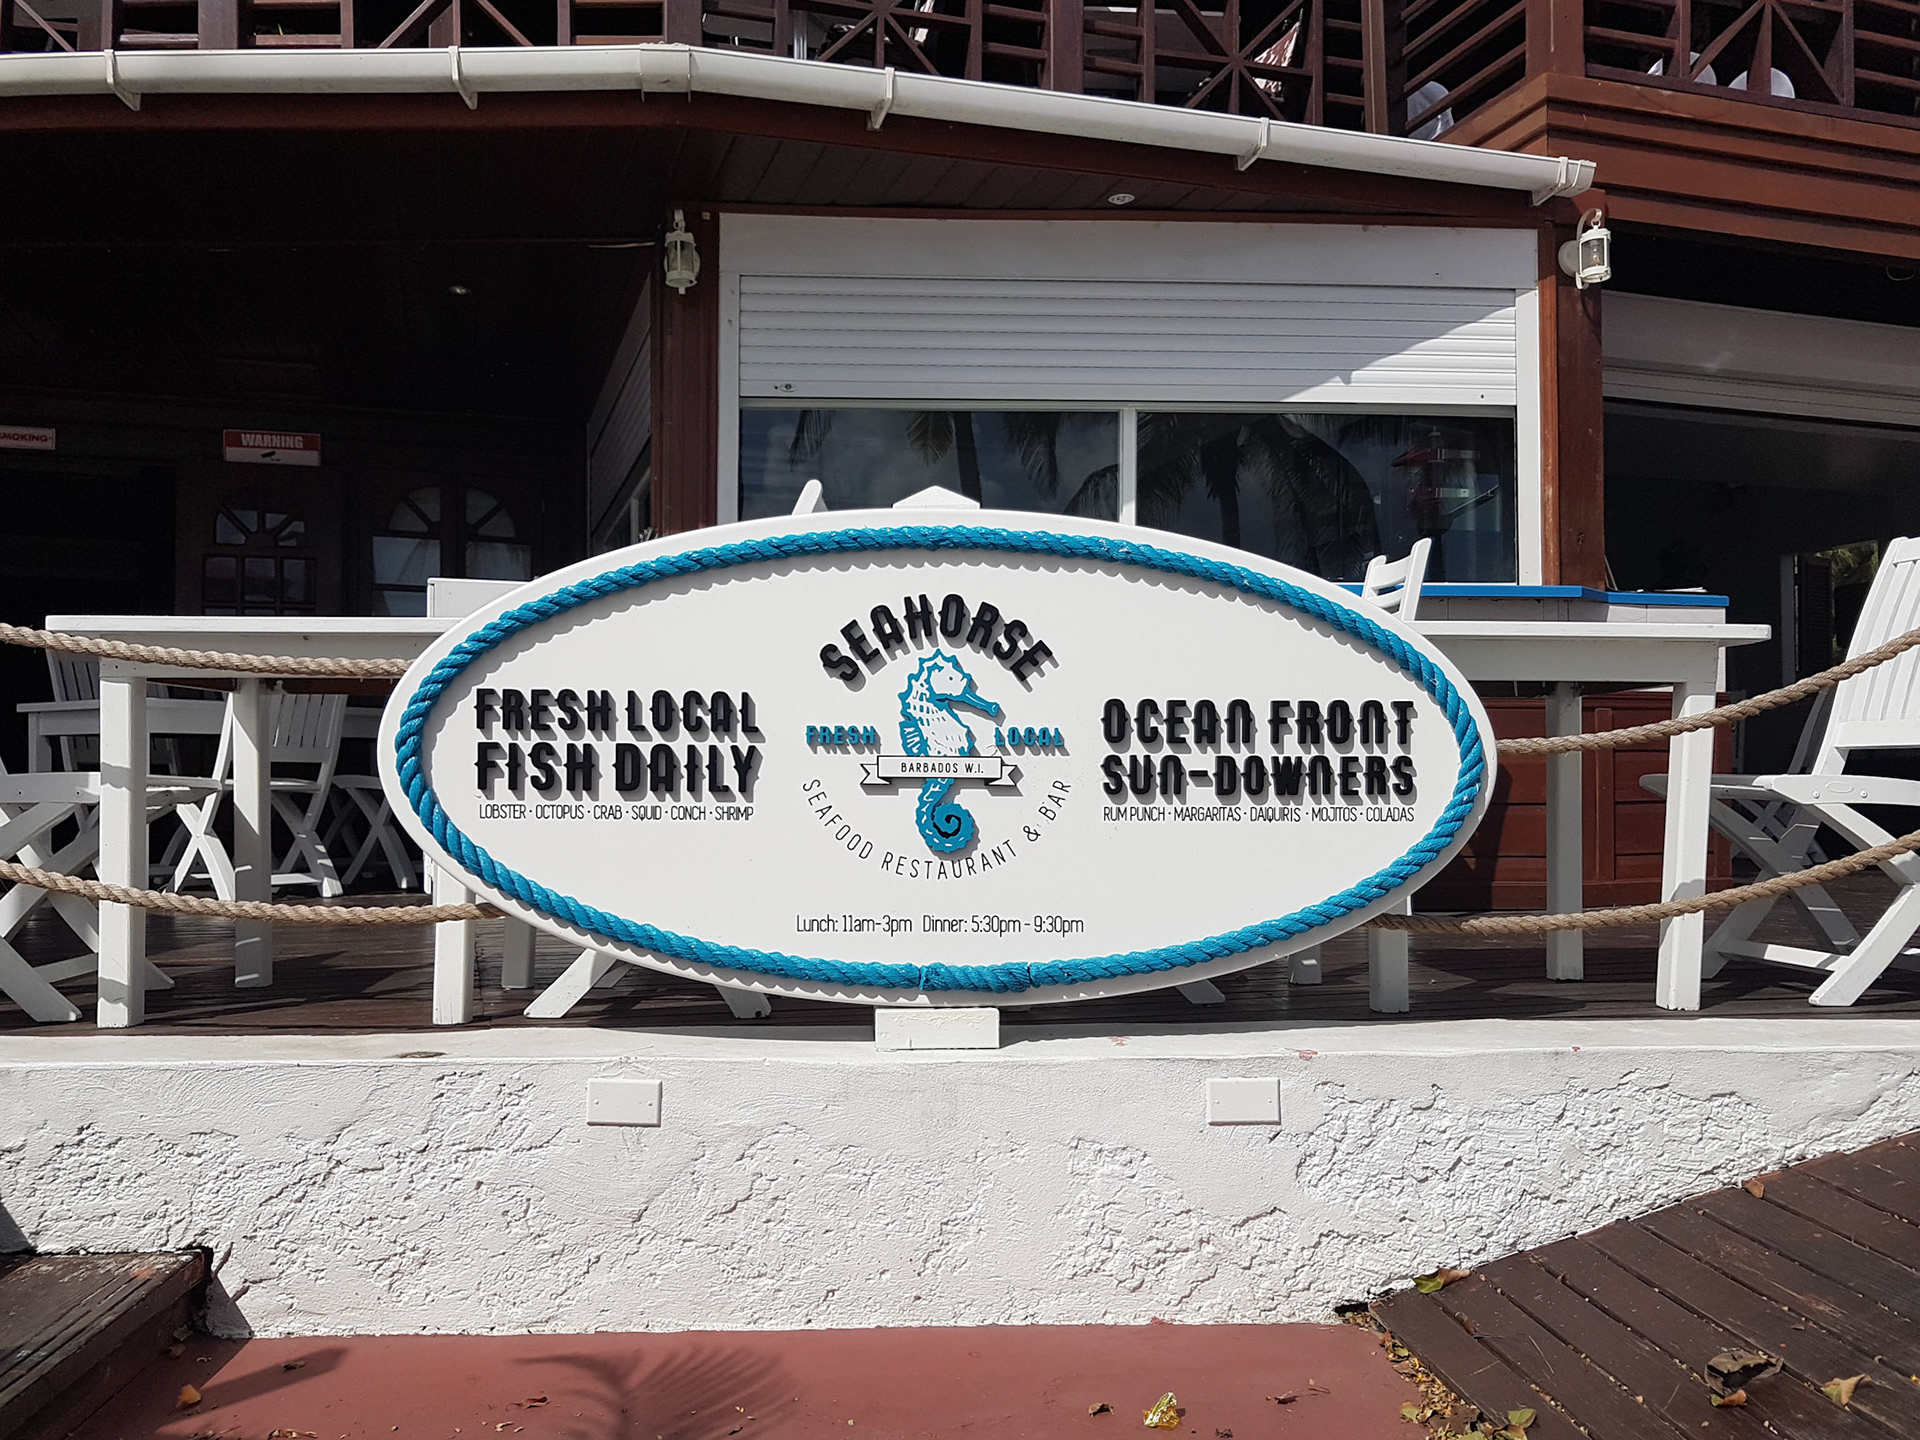 SMOKING
WARNING
SEAHORSE
FRESH LOCAL
BARBADOS W.I.
SEAFOOD RESTAURANT & BAR
FRESH LOCAL
FISH DAILY
LOBSTER · OCTOPUS · CRAB · SQUID · CONCH · SHRIMP
OCEAN FRONT
SUN-DOWNERS
RUM PUNCH · MARGARITAS · DAIQUIRIS · MOJITOS · COLADAS
Lunch: 11am-3pm Dinner: 5:30pm - 9:30pm